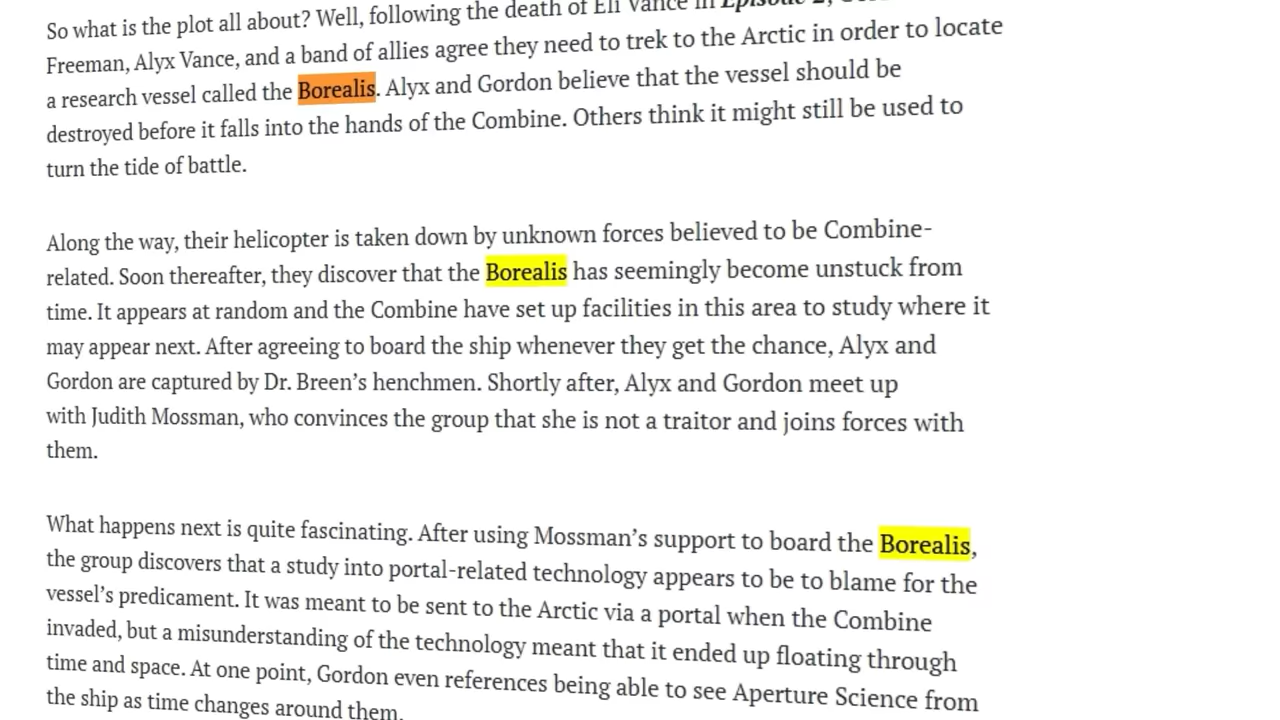 So what is the plot all about? Well, following the death of Eli Vance in Episode 2,
Freeman, Alyx Vance, and a band of allies agree they need to trek to the Arctic in order to locate
a research vessel called the Borealis. Alyx and Gordon believe that the vessel should be
destroyed before it falls into the hands of the Combine. Others think it might still be used to
turn the tide of battle.
Along the way, their helicopter is taken down by unknown forces believed to be Combine-
related. Soon thereafter, they discover that the Borealis has seemingly become unstuck from
time. It appears at random and the Combine have set up facilities in this area to study where it
may appear next. After agreeing to board the ship whenever they get the chance, Alyx and
Gordon are captured by Dr. Breen's henchmen. Shortly after, Alyx and Gordon meet up
with Judith Mossman, who convinces the group that she is not a traitor and joins forces with
them.
What happens next is quite fascinating. After using Mossman's support to board the Borealis,
the group discovers that a study into portal-related technology appears to be to blame for the
vessel's predicament. It was meant to be sent to the Arctic via a portal when the Combine
invaded, but a misunderstanding of the technology meant that it ended up floating through
time and space. At one point, Gordon even references being able to see Aperture Science from
the ship as time changes around them.